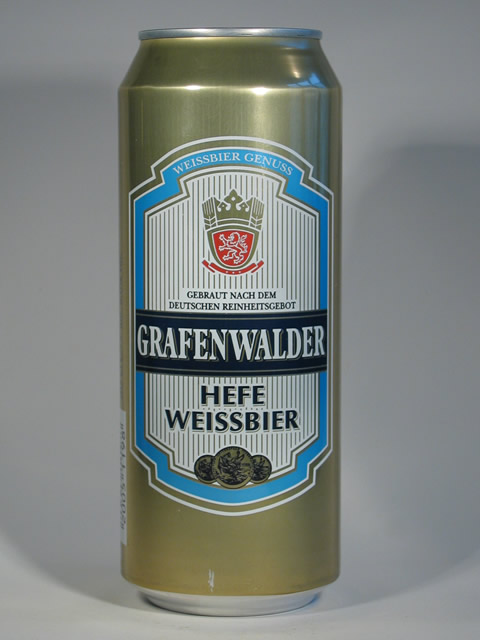 WEISSBIER GENUSS
GEBRAUT NACH DEM
DEUTSCHEN REINHEITSGEBOT
GRAFENWALDER
HEFE
WEISSBIER